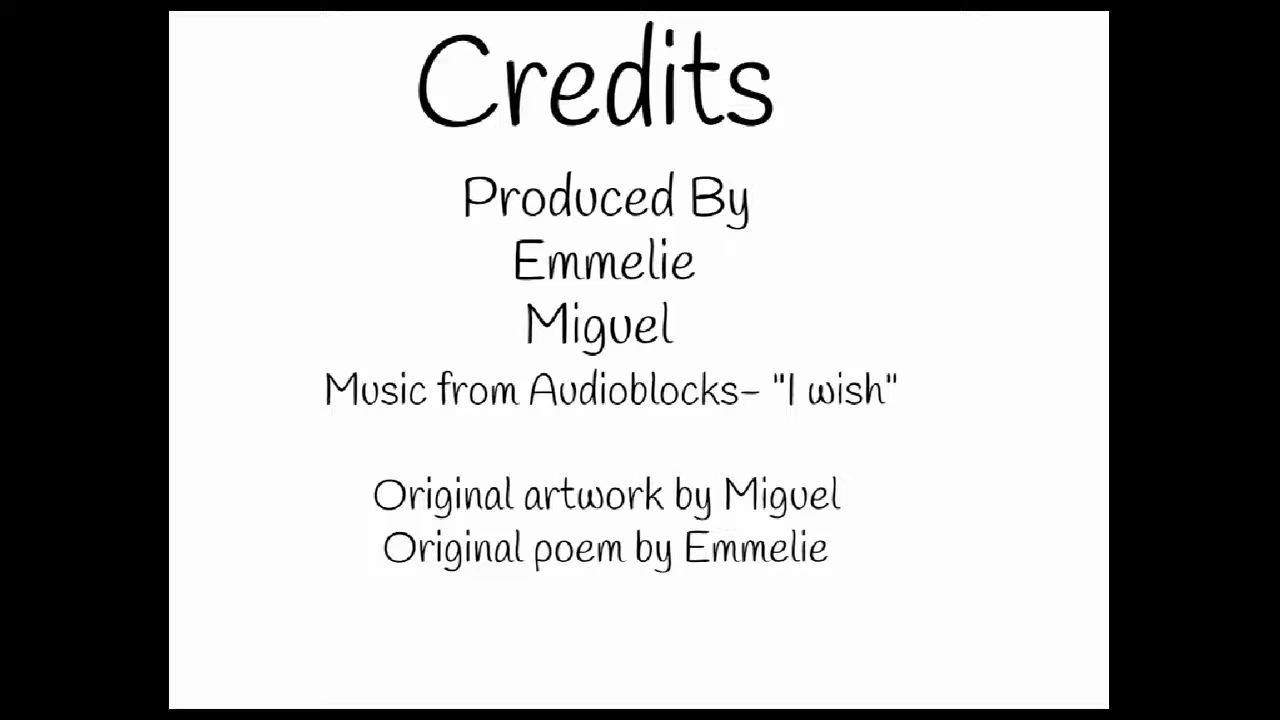 Credits
Produced By
Emmelie
Miguel
Music from Audioblocks- "I wish"
Original artwork by Miguel
Original poem by Emmelie